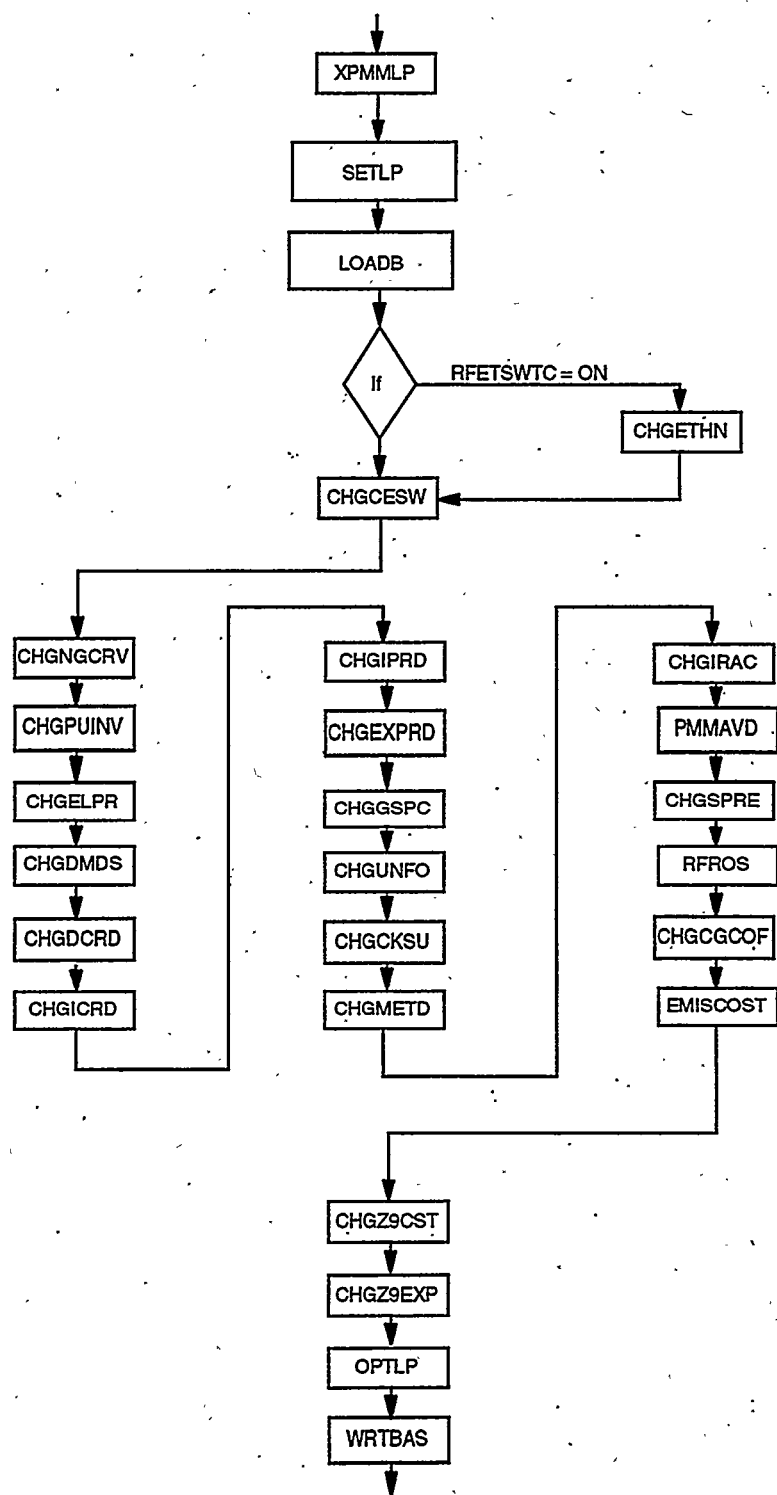 XPMMLP
SETLP
LOADB
If
RFETSWTC = ON
CHGETHN
CHGCESW
CHGNGCRV
CHGPUINV
CHGELPR
CHGDMDS
CHGDCRD
CHGICRD
CHGIPRD
CHGEXPRD
CHGGSPC
CHGUNFO
CHGCKSU
CHGMETD
CHGIRAC
PMMAVD
CHGSPRE
RFROS
CHGCGCOF
EMISCOST
CHGZ9CST
CHGZ9EXP
OPTLP
WRTBAS